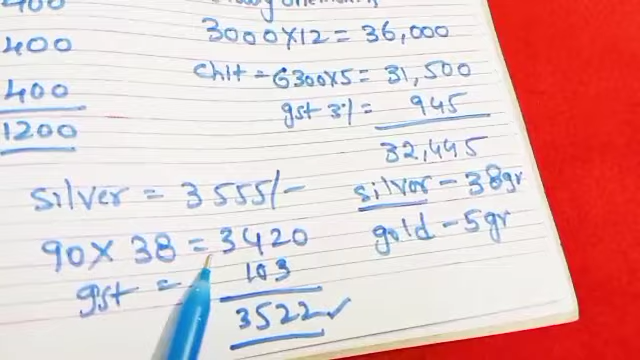 400
400
400
1200
3000X12 = 36,000
Chit = 6300X5 = 31,500
gst 3% = 945
32,445
silver = 3555/-
90 X 38 = 3420
gst = 103
3522 ✓
silver - 38gr
gold - 5gr